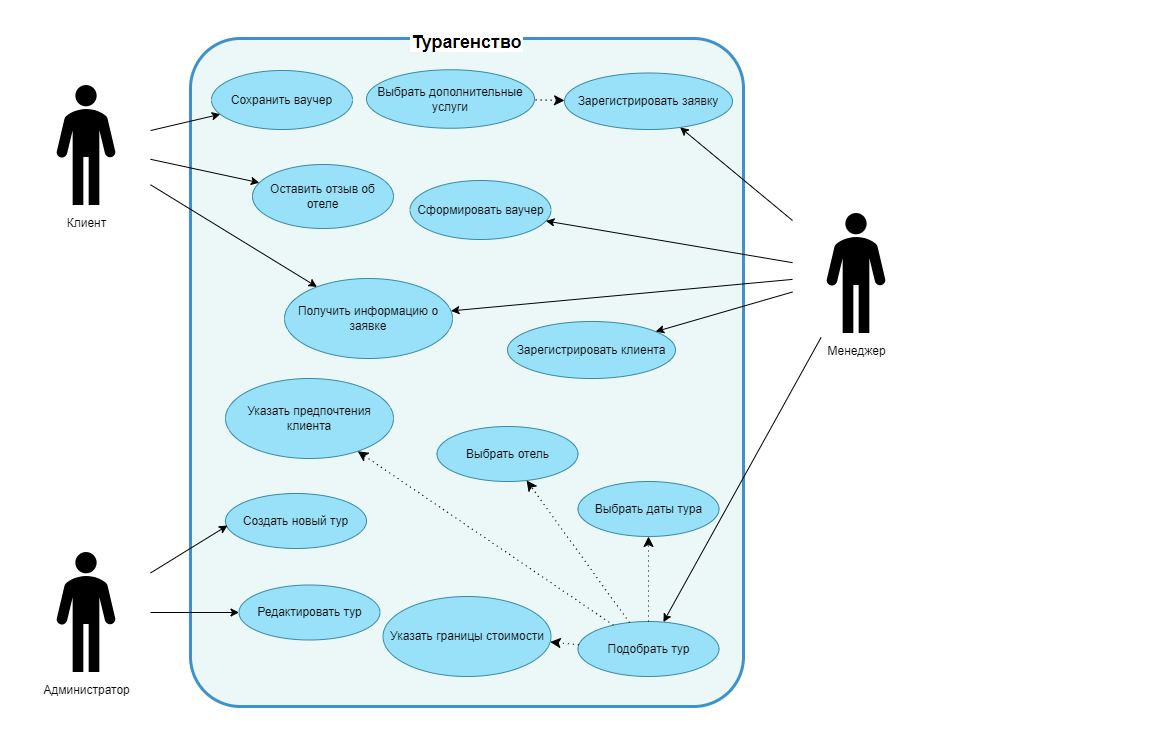 Турагенство
Сохранить ваучер
Выбрать дополнительные
услуги
Зарегистрировать заявку
Оставить отзыв об
отеле
Сформировать ваучер
Клиент
Получить информацию о
заявке
Зарегистрировать клиента
Менеджер
Указать предпочтения
клиента
Выбрать отель
Выбрать даты тура
Создать новый тур
Редактировать тур
Указать границы стоимости
Подобрать тур
Администратор